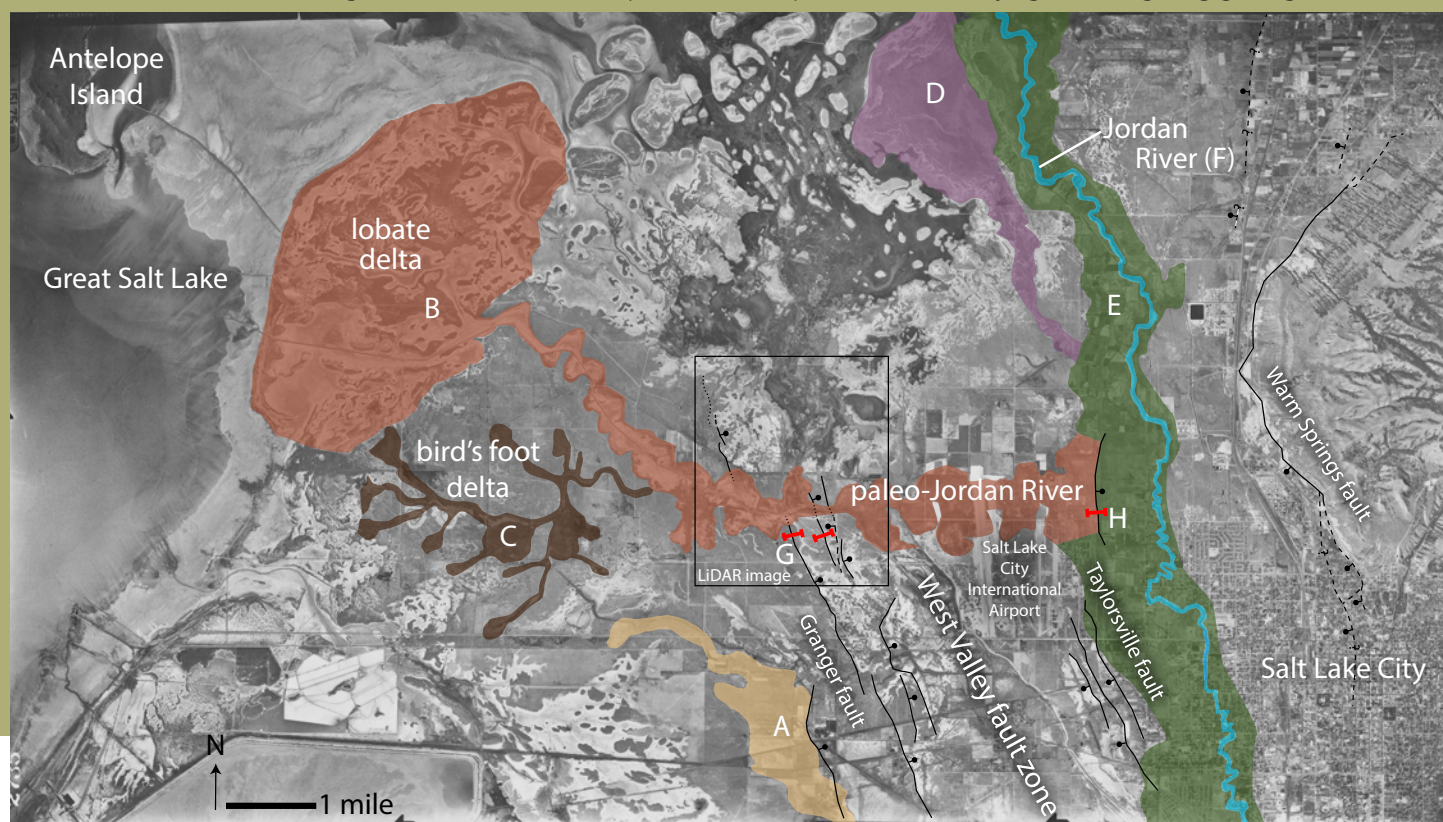 Antelope
Island
D
Jordan
River (F)
lobate
delta
Great Salt Lake
B
E
Warm Springs fault
bird's foot
delta
paleo-Jordan River
C
G
H
LiDAR image
Salt Lake
City
International
Airport
Granger fault
West Valley fault zone
Taylorsville fault
Salt Lake City
A
N
1 mile
?
?
?